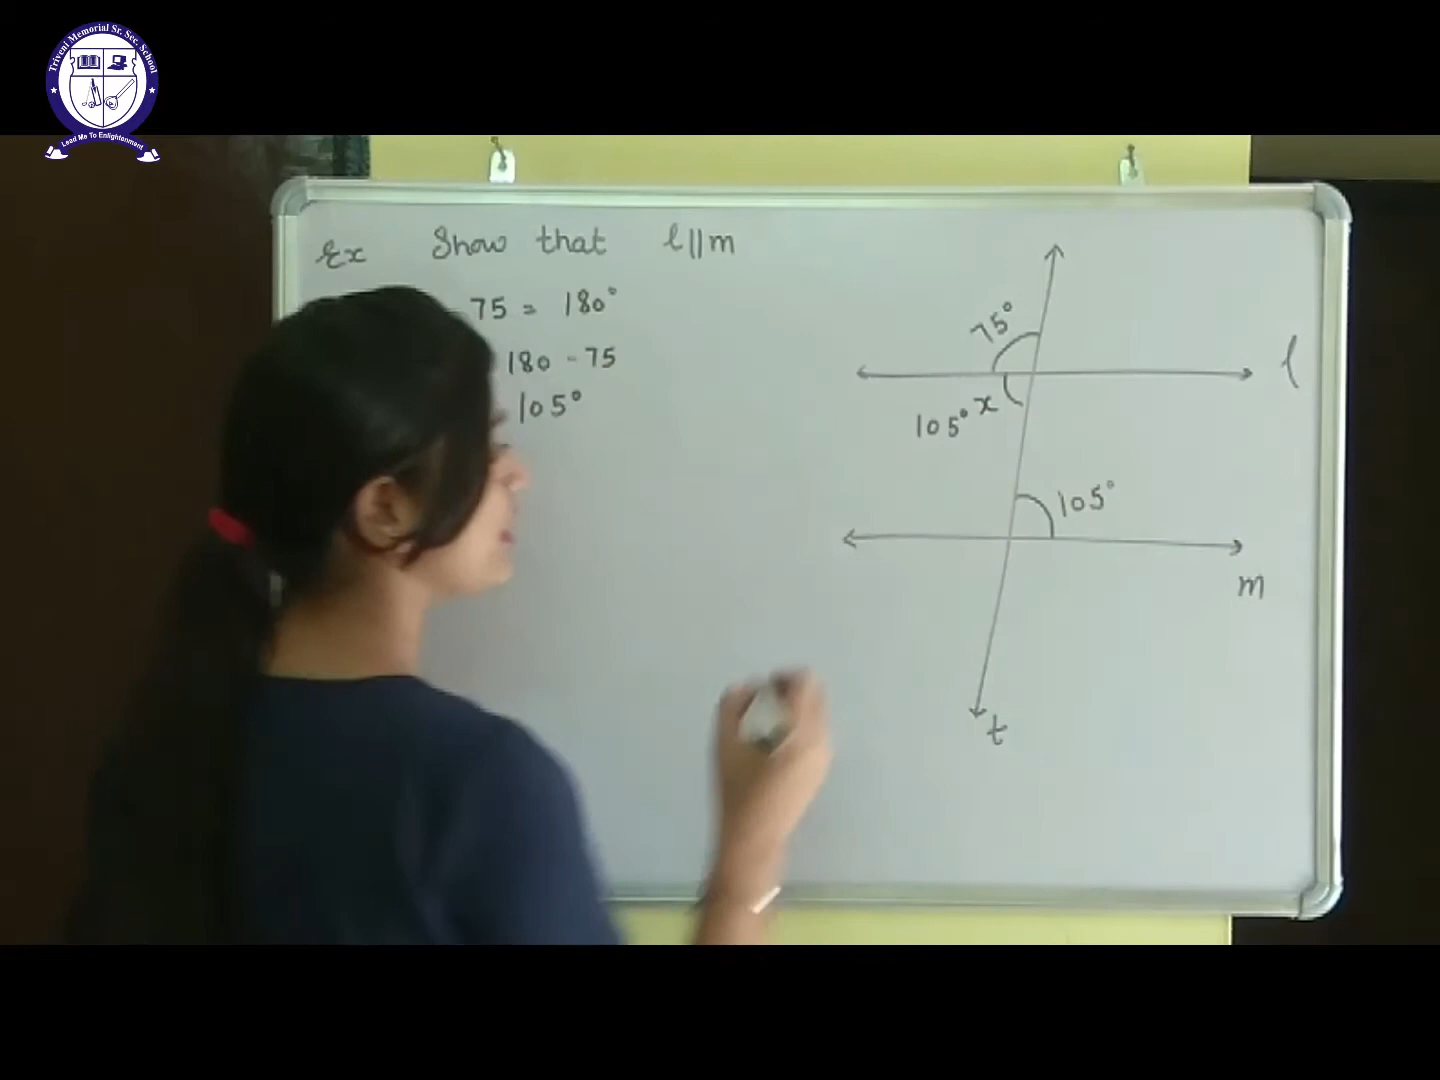 Triveni Memorial Sr. Sec. School
Lead Me To Enlightenment
Ex Show that l||m
75 = 180°
180 - 75
105°
75°
l
105° x
105°
m
t